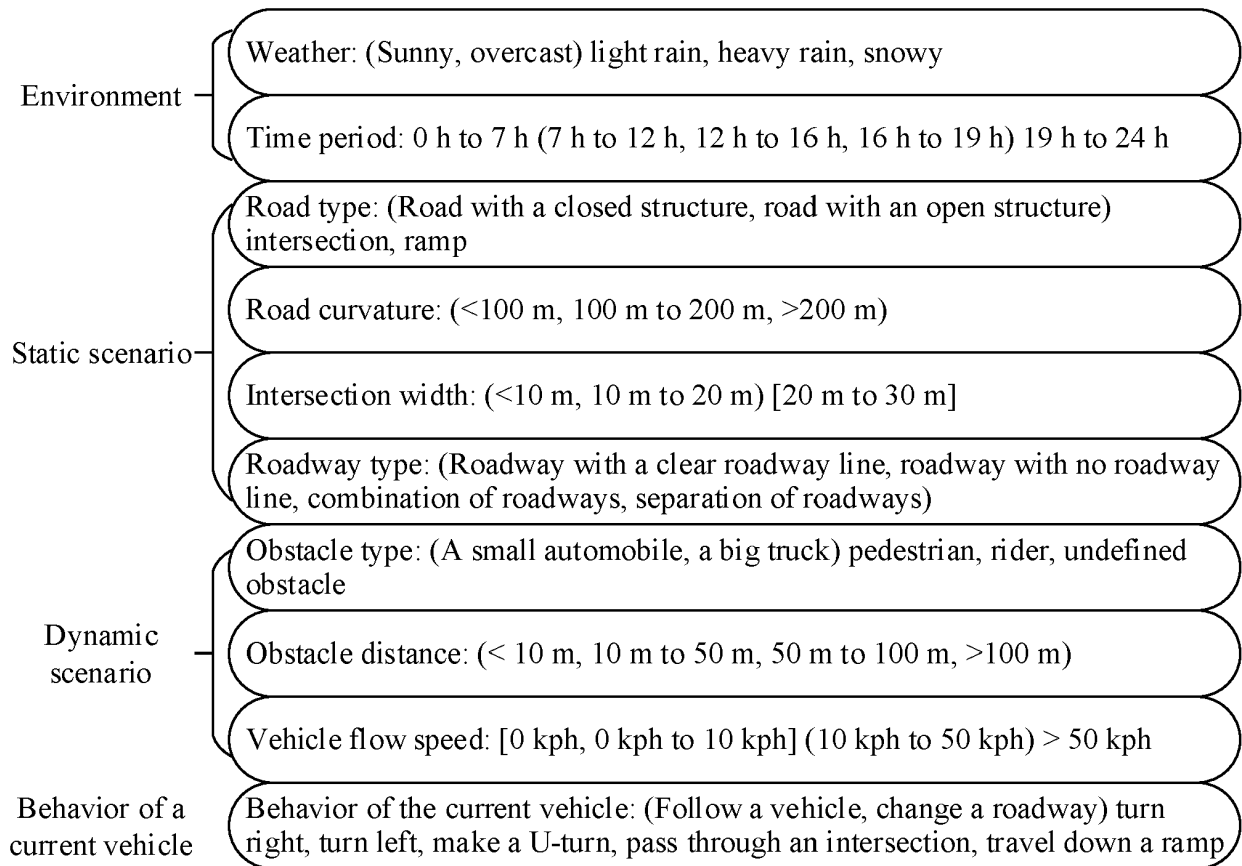 Environment
Weather: (Sunny, overcast) light rain, heavy rain, snowy
Time period: 0 h to 7 h (7 h to 12 h, 12 h to 16 h, 16 h to 19 h) 19 h to 24 h
Static scenario
Road type: (Road with a closed structure, road with an open structure)
intersection, ramp
Road curvature: (<100 m, 100 m to 200 m, >200 m)
Intersection width: (<10 m, 10 m to 20 m) [20 m to 30 m]
Roadway type: (Roadway with a clear roadway line, roadway with no roadway
line, combination of roadways, separation of roadways)
Dynamic
scenario
Obstacle type: (A small automobile, a big truck) pedestrian, rider, undefined
obstacle
Obstacle distance: (< 10 m, 10 m to 50 m, 50 m to 100 m, >100 m)
Vehicle flow speed: [0 kph, 0 kph to 10 kph] (10 kph to 50 kph) > 50 kph
Behavior of a
current vehicle
Behavior of the current vehicle: (Follow a vehicle, change a roadway) turn
right, turn left, make a U-turn, pass through an intersection, travel down a ramp